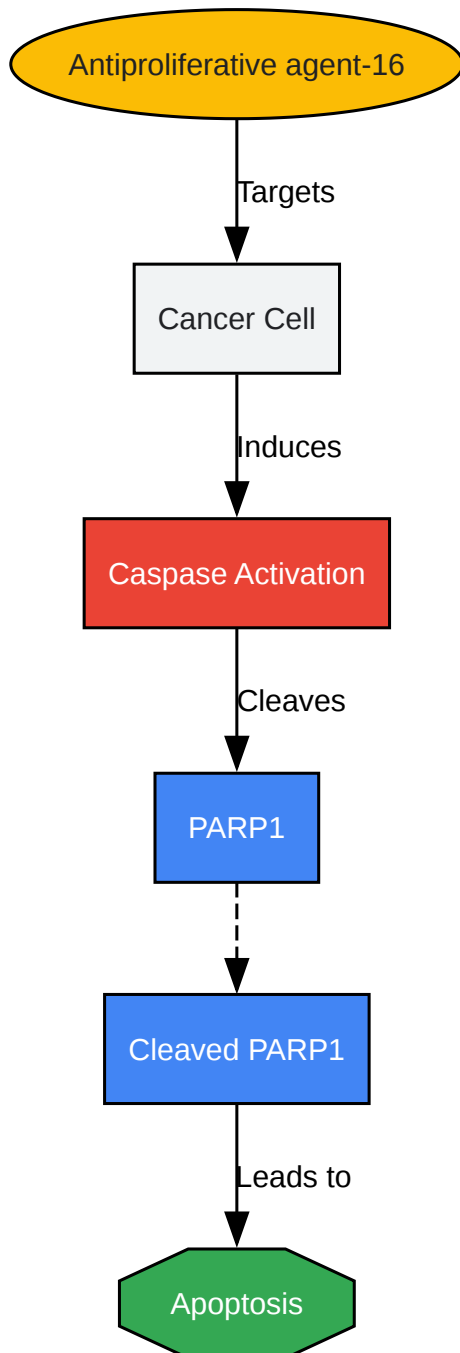 Antiproliferative agent-16
Targets
Cancer Cell
Induces
Caspase Activation
Cleaves
PARP1
Cleaved PARP1
Leads to
Apoptosis